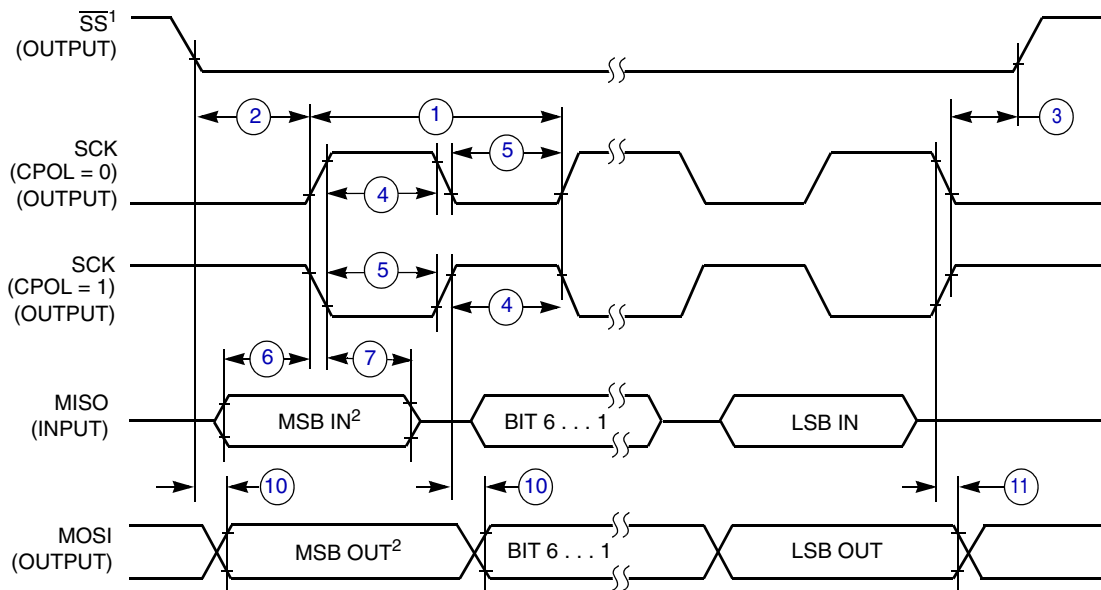 SS¹
(OUTPUT)
2
1
3
SCK
(CPOL = 0)
(OUTPUT)
5
4
SCK
(CPOL = 1)
(OUTPUT)
5
4
6
7
MISO
(INPUT)
MSB IN²
BIT 6 . . . 1
LSB IN
10
10
11
MOSI
(OUTPUT)
MSB OUT²
BIT 6 . . . 1
LSB OUT